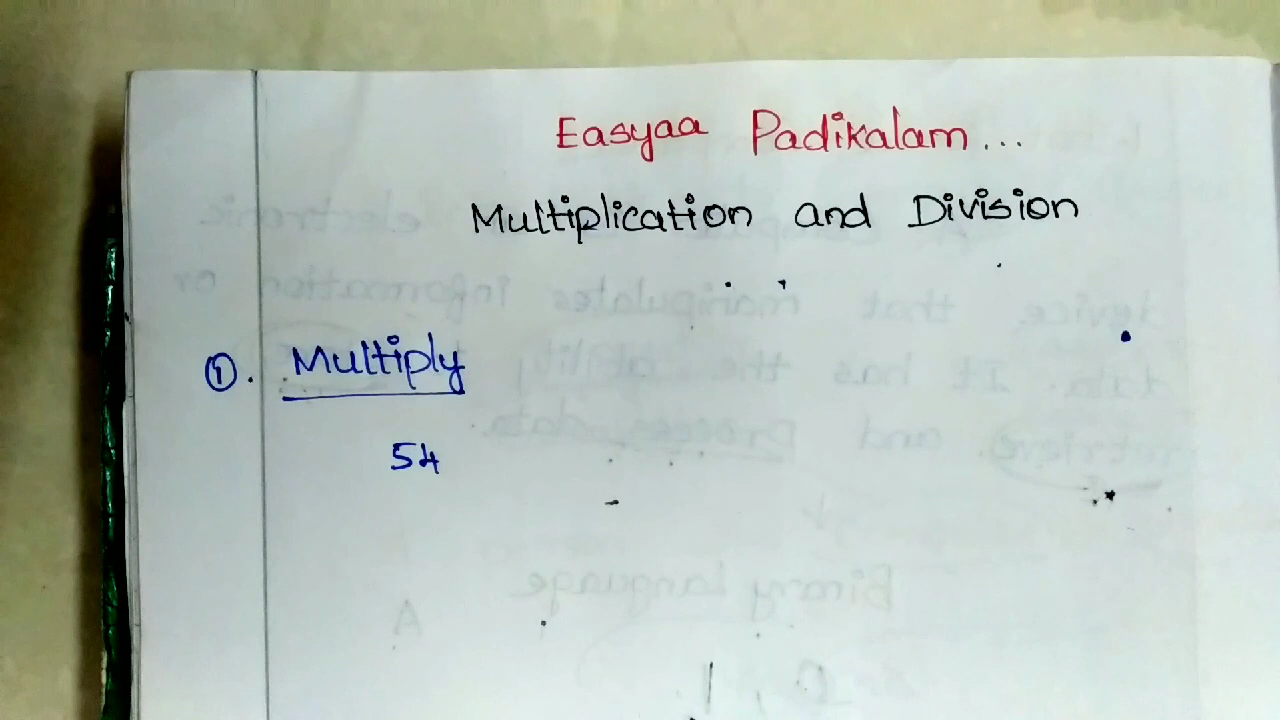 Easyaa Padikalam...
Multiplication and Division
①. Multiply
54